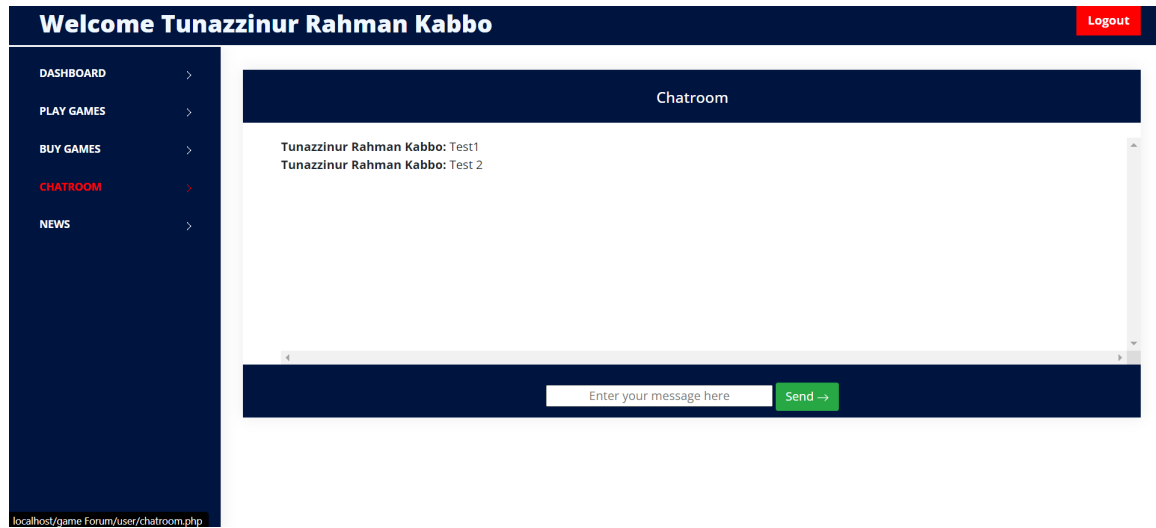 Welcome Tunazzinur Rahman Kabbo
Logout
DASHBOARD
PLAY GAMES
BUY GAMES
CHATROOM
NEWS
Chatroom
Tunazzinur Rahman Kabbo: Test1
Tunazzinur Rahman Kabbo: Test 2
Enter your message here
Send →
localhost/game Forum/user/chatroom.php